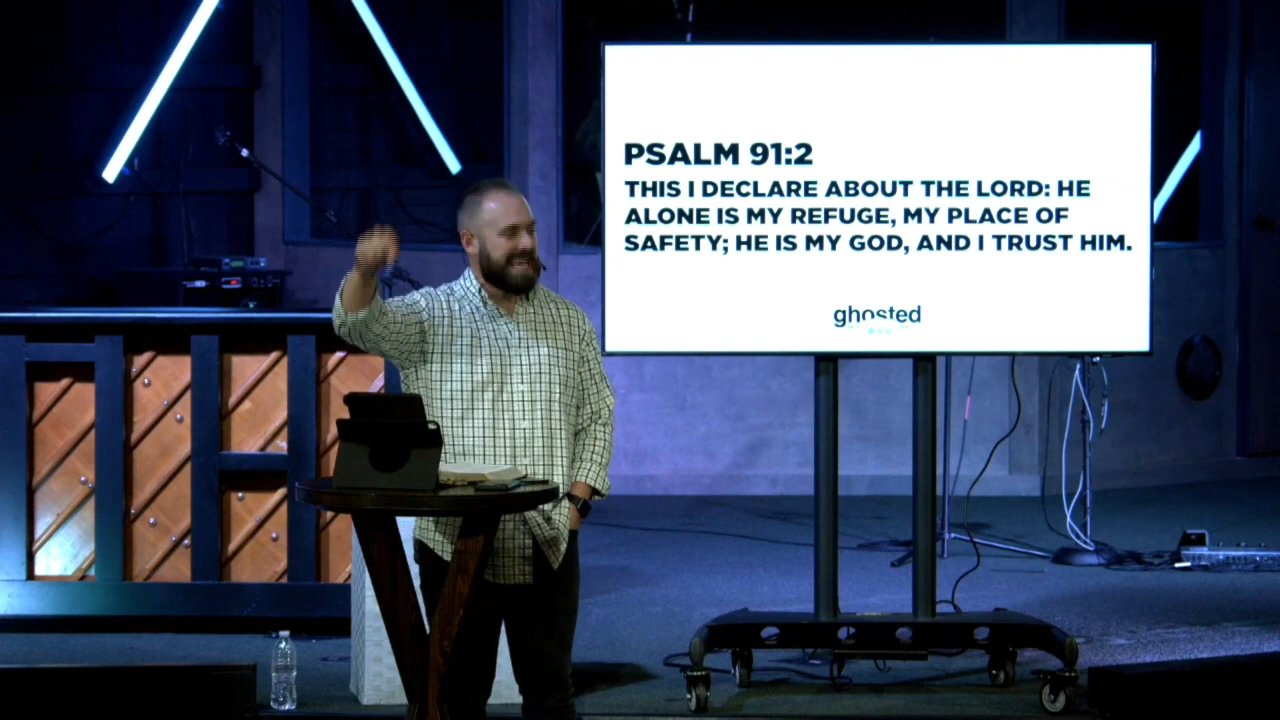 PSALM 91:2
THIS I DECLARE ABOUT THE LORD: HE
ALONE IS MY REFUGE, MY PLACE OF
SAFETY; HE IS MY GOD, AND I TRUST HIM.
ghosted